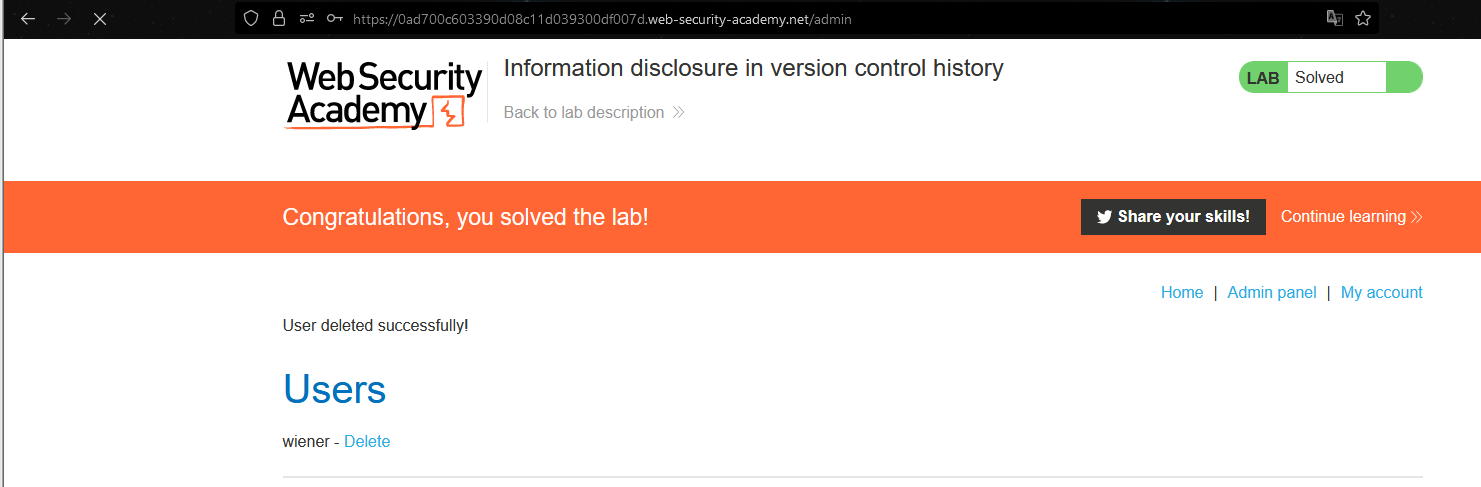 https://0ad700c603390d08c11d039300df007d.web-security-academy.net/admin
Web Security
Academy
Information disclosure in version control history
Back to lab description
LAB Solved
Congratulations, you solved the lab!
Share your skills! Continue learning
Home | Admin panel | My account
User deleted successfully!
Users
wiener - Delete